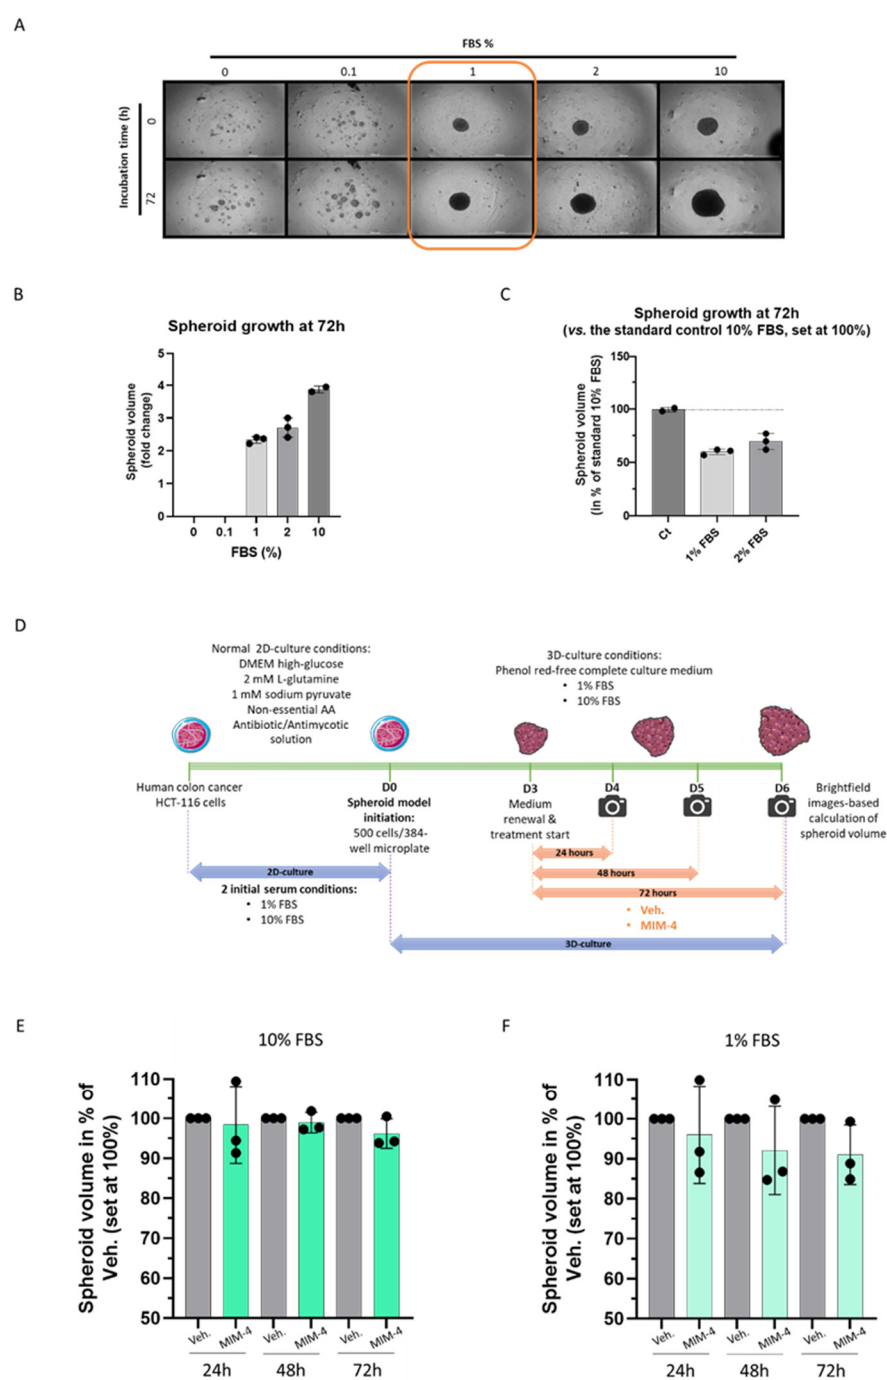 A
FBS %
0 0.1 1 2 10
Incubation time (h)
0
72
B
Spheroid growth at 72h
Spheroid volume
(fold change)
5
4
3
2
1
0
0 0.1 1 2 10
FBS (%)
C
Spheroid growth at 72h
(vs. the standard control 10% FBS, set at 100%)
Spheroid volume
(in % of standard 10% FBS)
150
100
50
0
Ct 1% FBS 2% FBS
D
Normal 2D-culture conditions:
DMEM high-glucose
2 mM L-glutamine
1 mM sodium pyruvate
Non-essential AA
Antibiotic/Antimycotic
solution
3D-culture conditions:
Phenol red-free complete culture medium
• 1% FBS
• 10% FBS
Human colon cancer
HCT-116 cells
D0
Spheroid model
initiation:
500 cells/384-
well microplate
D3
Medium
renewal &
treatment start
D4
D5
D6
Brightfield
images-based
calculation of
spheroid volume
24 hours
48 hours
72 hours
2D-culture
2 initial serum conditions:
• 1% FBS
• 10% FBS
• Veh.
• MIM-4
3D-culture
E
10% FBS
Spheroid volume in % of
Veh. (set at 100%)
110
100
90
80
70
60
50
Veh. MIM-4 Veh. MIM-4 Veh. MIM-4
24h 48h 72h
F
1% FBS
Spheroid volume in % of
Veh. (set at 100%)
110
100
90
80
70
60
50
Veh. MIM-4 Veh. MIM-4 Veh. MIM-4
24h 48h 72h